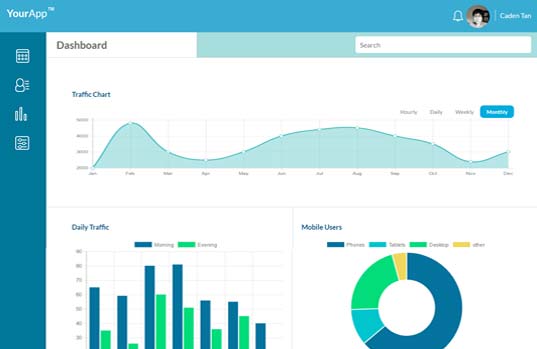 YourApp™
Caden Tan
Dashboard
Search
Traffic Chart
Hourly Daily Weekly Monthly
5000
4000
3000
2000
Jan Feb Mar Apr May Jun Jul Aug Sep Oct Nov Dec
Daily Traffic
Morning Evening
90
80
70
60
50
40
30
Mobile Users
Phones Tablets Desktop other